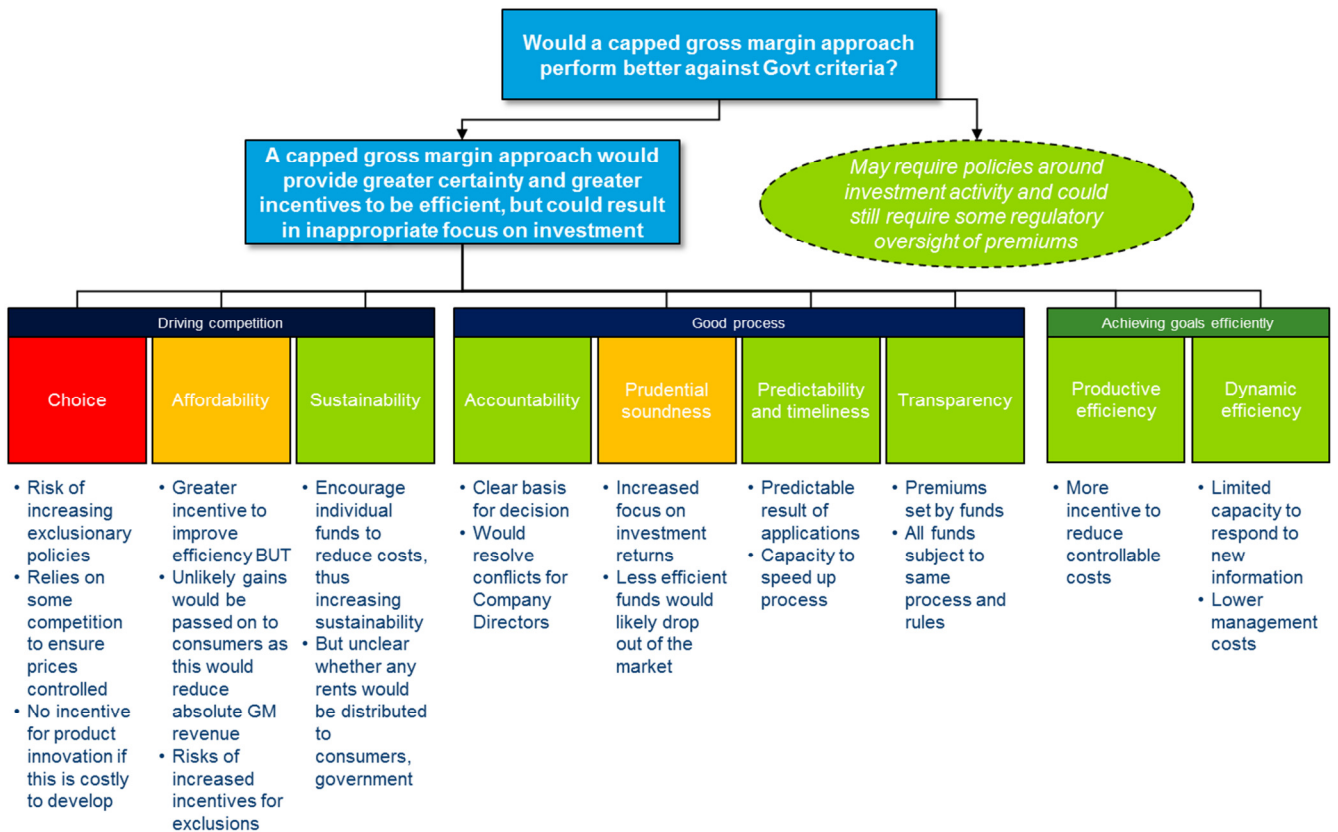 Would a capped gross margin approach
perform better against Govt criteria?
A capped gross margin approach would
provide greater certainty and greater
incentives to be efficient, but could result
in inappropriate focus on investment
May require policies around
investment activity and could
still require some regulatory
oversight of premiums
Driving competition
Good process
Achieving goals efficiently
Choice
Affordability
Sustainability
Accountability
Prudential
soundness
Predictability
and timeliness
Transparency
Productive
efficiency
Dynamic
efficiency
• Risk of
increasing
exclusionary
policies
• Relies on
some
competition
to ensure
prices
controlled
• No incentive
for product
innovation if
this is costly
to develop
• Greater
incentive to
improve
efficiency BUT
• Unlikely gains
would be
passed on to
consumers as
this would
reduce
absolute GM
revenue
• Risks of
increased
incentives for
exclusions
• Encourage
individual
funds to
reduce costs,
thus
increasing
sustainability
• But unclear
whether any
rents would
be distributed
to
consumers,
government
• Clear basis
for decision
• Would
resolve
conflicts for
Company
Directors
• Increased
focus on
investment
returns
• Less efficient
funds would
likely drop
out of the
market
• Predictable
result of
applications
• Capacity to
speed up
process
• Premiums
set by funds
• All funds
subject to
same
process and
rules
• More
incentive to
reduce
controllable
costs
• Limited
capacity to
respond to
new
information
• Lower
management
costs